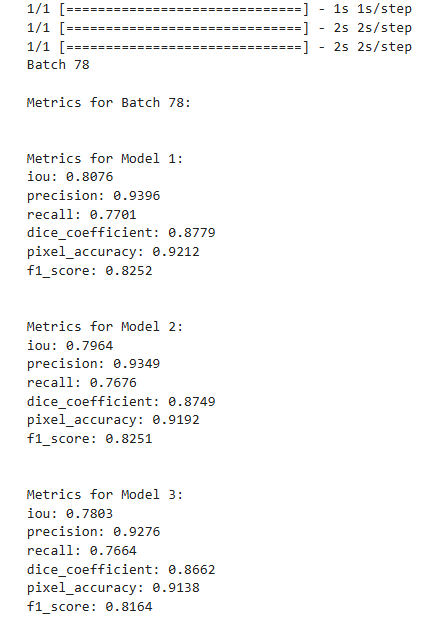 1/1 [==============================] - 1s 1s/step
1/1 [==============================] - 2s 2s/step
1/1 [==============================] - 2s 2s/step
Batch 78
Metrics for Batch 78:
Metrics for Model 1:
iou: 0.8076
precision: 0.9396
recall: 0.7701
dice_coefficient: 0.8779
pixel_accuracy: 0.9212
f1_score: 0.8252
Metrics for Model 2:
iou: 0.7964
precision: 0.9349
recall: 0.7676
dice_coefficient: 0.8749
pixel_accuracy: 0.9192
f1_score: 0.8251
Metrics for Model 3:
iou: 0.7803
precision: 0.9276
recall: 0.7664
dice_coefficient: 0.8662
pixel_accuracy: 0.9138
f1_score: 0.8164